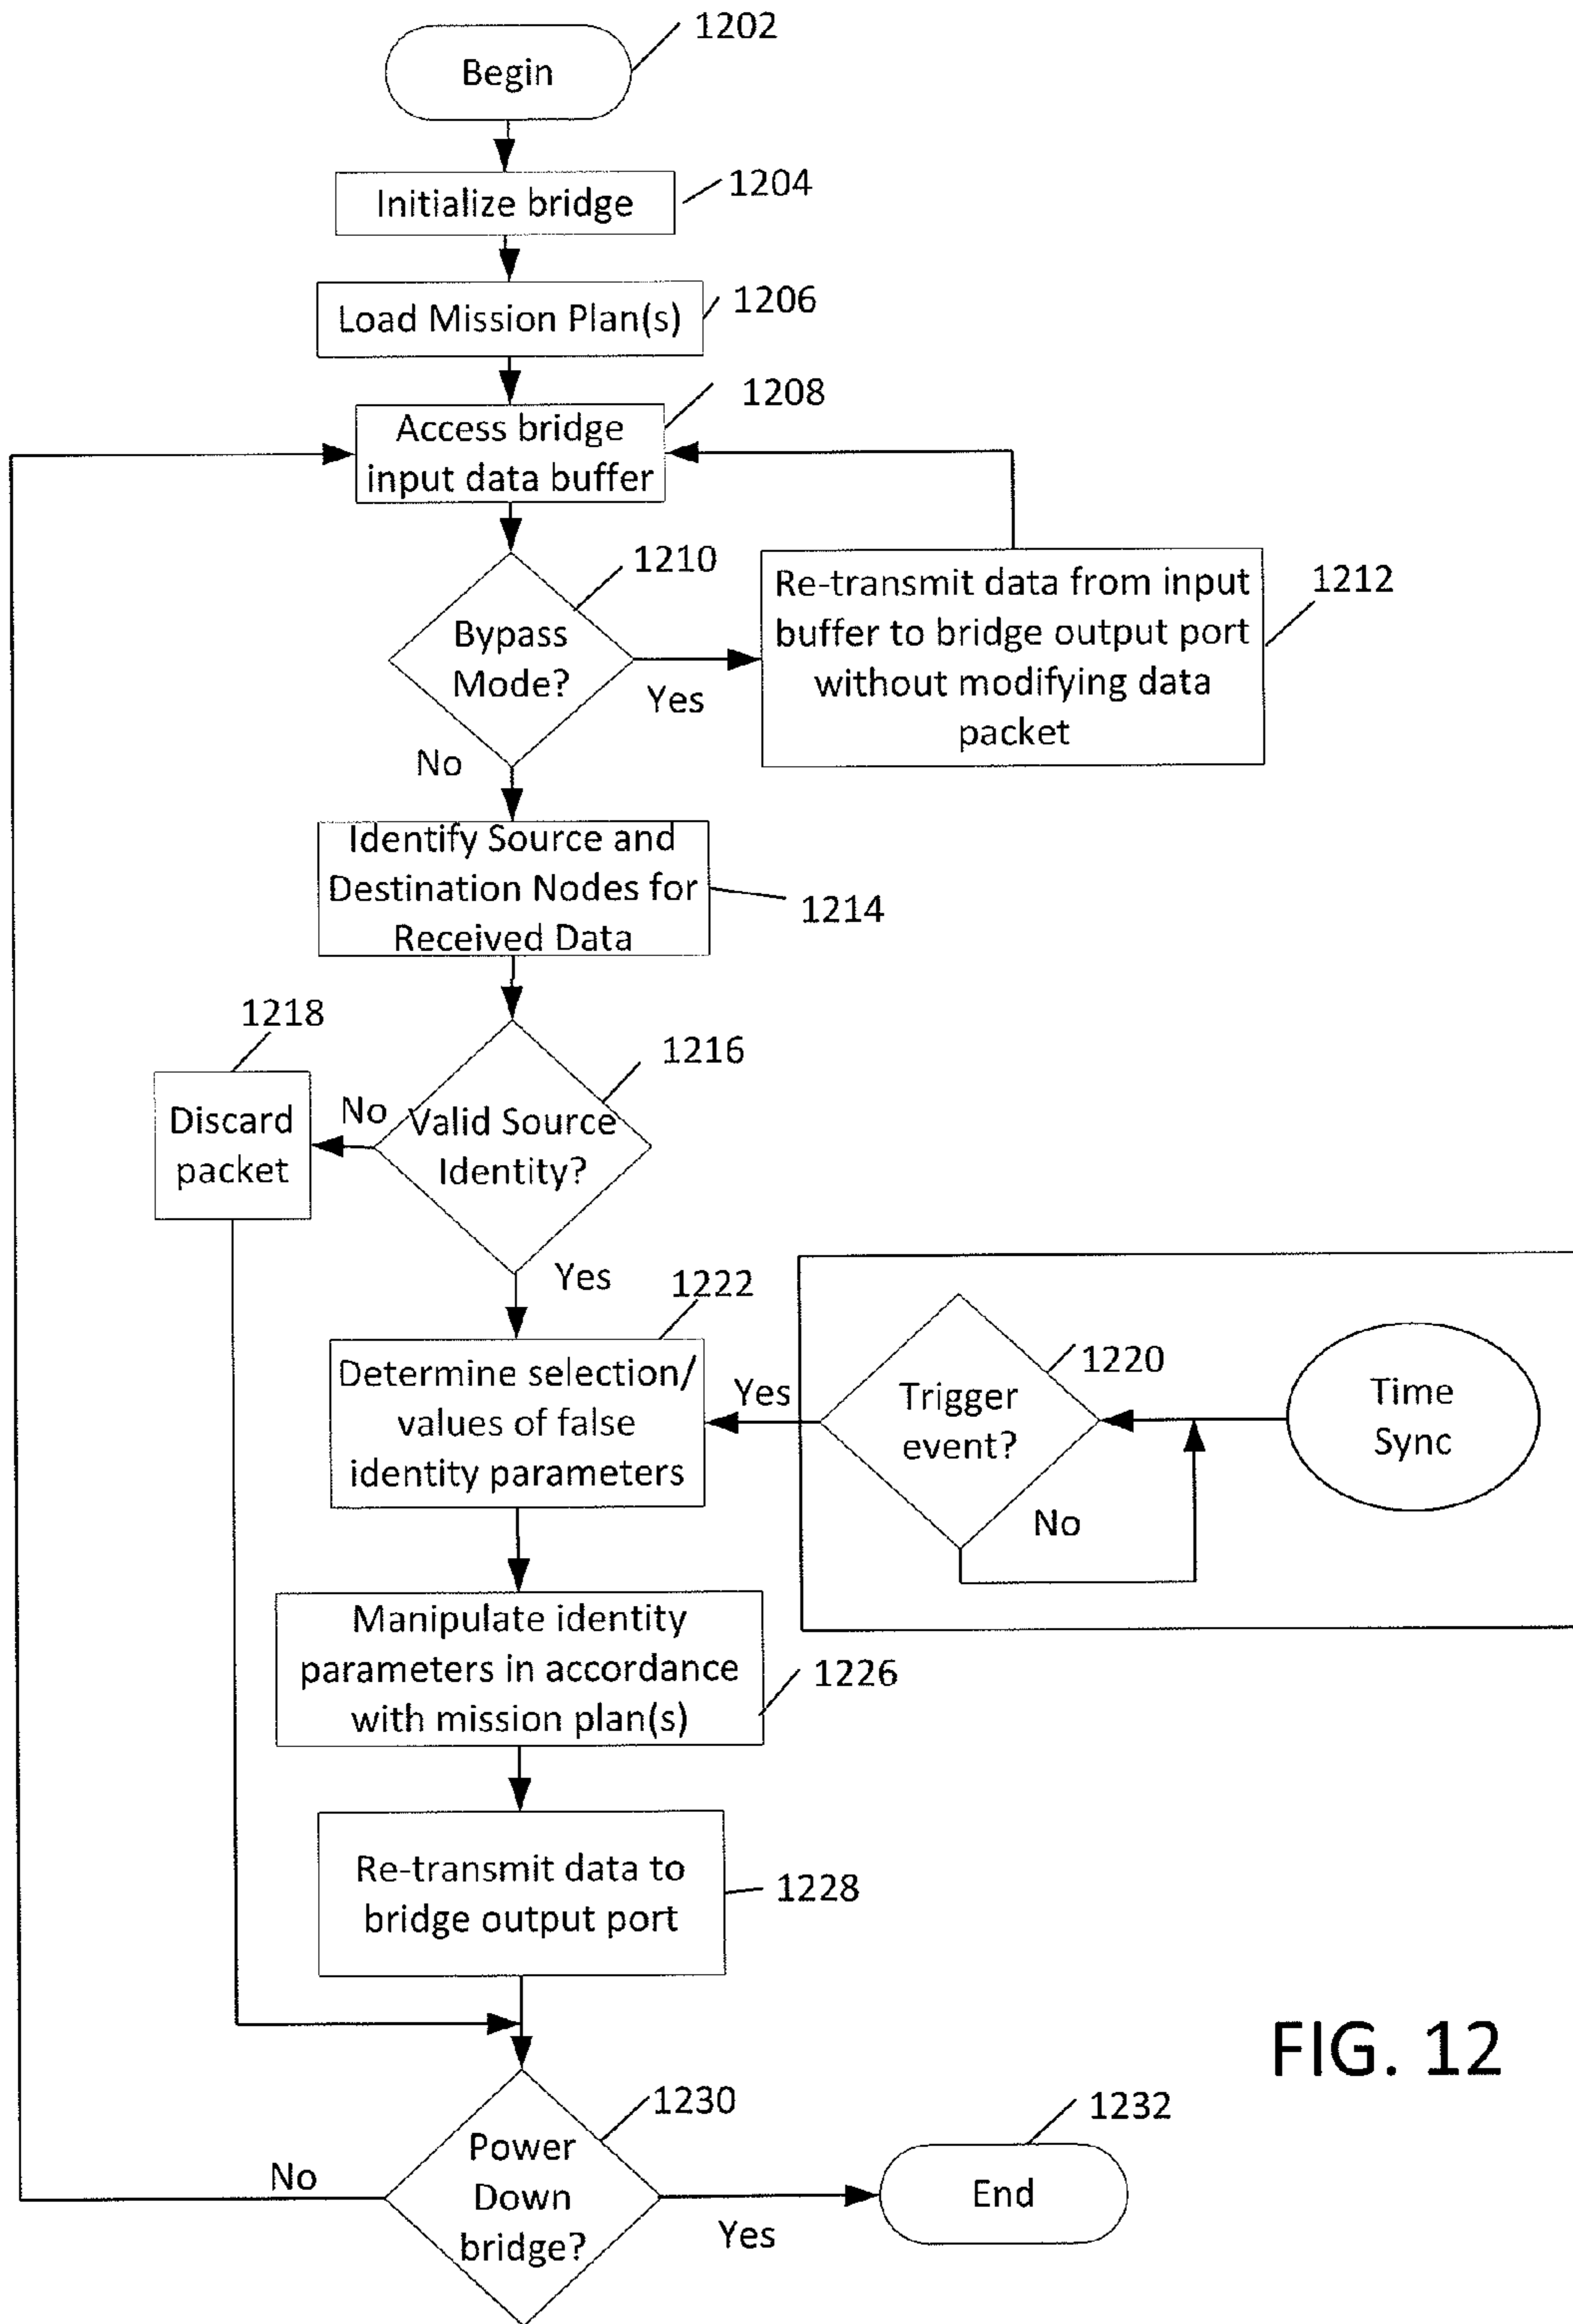 1202
Begin
1204
Initialize bridge
1206
Load Mission Plan(s)
1208
Access bridge
input data buffer
1210
Bypass
Mode?
Yes
No
1212
Re-transmit data from input
buffer to bridge output port
without modifying data
packet
Identify Source and
Destination Nodes for
Received Data
1214
1218
Discard
packet
No
1216
Valid Source
Identity?
Yes
1222
Determine selection/
values of false
identity parameters
Yes
1220
Trigger
event?
No
Time
Sync
Manipulate identity
parameters in accordance
with mission plan(s)
1226
Re-transmit data to
bridge output port
1228
1230
Power
Down
bridge?
No
Yes
1232
End
FIG. 12